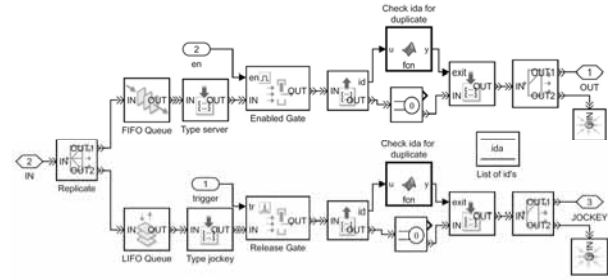 Check ida for
duplicate
2
en
u
y
fcn
en
id
exit
OUT1
1
IN
OUT
IN
OUT
IN
OUT
IN
OUT
IN
OUT
IN
OUT2
OUT
FIFO Queue
Type server
Enabled Gate
0
2
IN
IN
OUT1
OUT2
Replicate
Check ida for
duplicate
ida
List of id's
1
trigger
u
y
fcn
tr
id
exit
OUT1
3
IN
OUT
IN
OUT
IN
OUT
IN
OUT
IN
OUT
IN
OUT2
JOCKEY
LIFO Queue
Type jockey
Release Gate
0